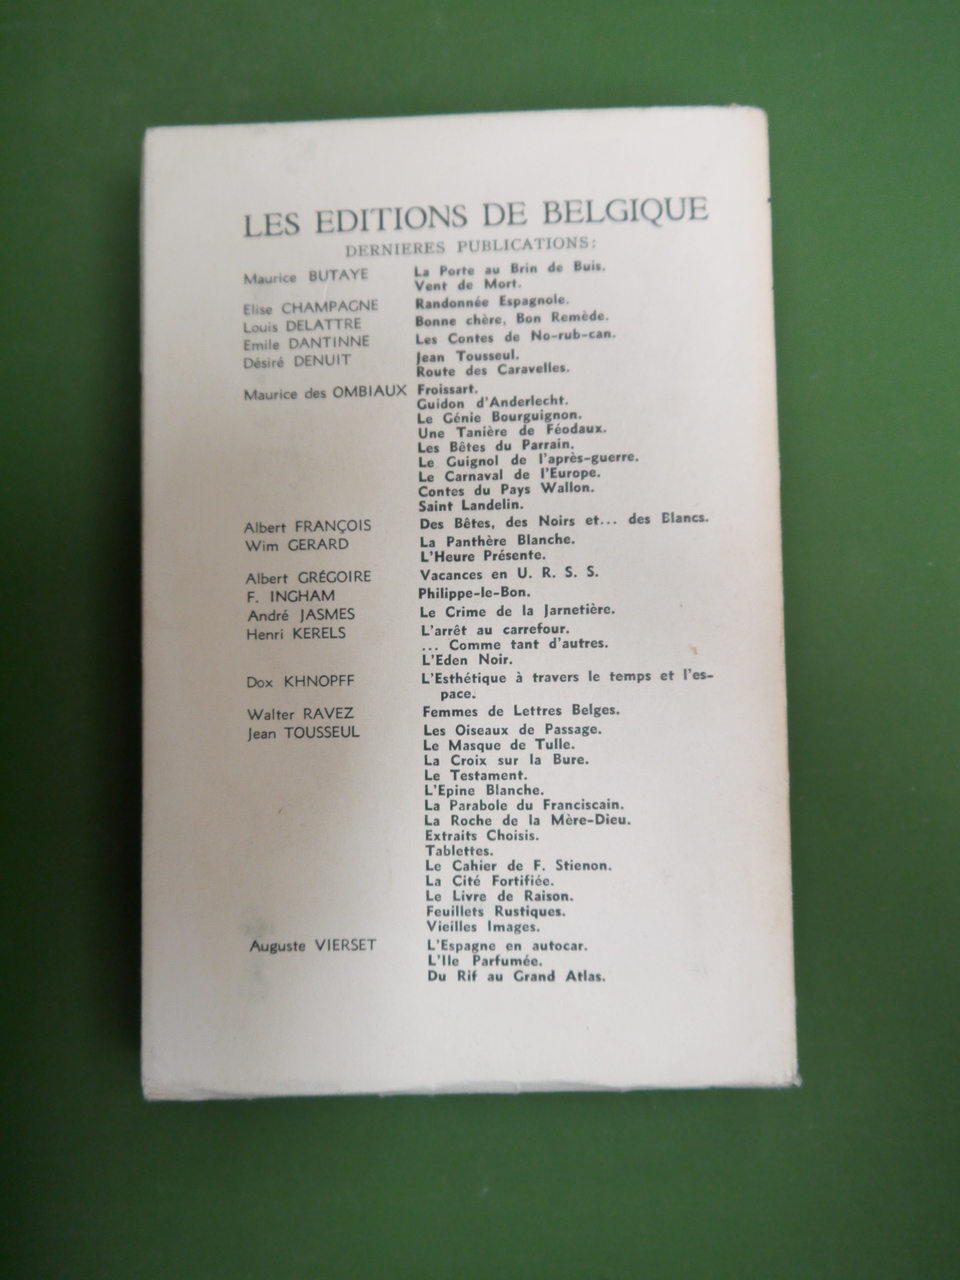 LES EDITIONS DE BELGIQUE
DERNIERES PUBLICATIONS:
Maurice BUTAYE La Porte au Brin de Buis.
Vent de Mort.
Elise CHAMPAGNE Randonnée Espagnole.
Louis DELATTRE Bonne chère, Bon Remède.
Emile DANTINNE Les Contes de No-rub-can.
Désiré DENUIT Jean Tousseul.
Route des Caravelles.
Maurice des OMBIAUX Froissart.
Guidon d'Anderlecht.
Le Génie Bourguignon.
Une Tanière de Féodaux.
Les Bêtes du Parrain.
Le Guignol de l'après-guerre.
Le Carnaval de l'Europe.
Contes du Pays Wallon.
Saint Landelin.
Albert FRANÇOIS Des Bêtes, des Noirs et... des Blancs.
Wim GERARD La Panthère Blanche.
L'Heure Présente.
Albert GRÉGOIRE Vacances en U. R. S. S.
F. INGHAM Philippe-le-Bon.
André JASMES Le Crime de la Jarnetière.
Henri KERELS L'arrêt au carrefour.
... Comme tant d'autres.
L'Eden Noir.
Dox KHNOPFF L'Esthétique à travers le temps et l'es-
pace.
Walter RAVEZ Femmes de Lettres Belges.
Jean TOUSSEUL Les Oiseaux de Passage.
Le Masque de Tulle.
La Croix sur la Bure.
Le Testament.
L'Epine Blanche.
La Parabole du Franciscain.
La Roche de la Mère-Dieu.
Extraits Choisis.
Tablettes.
Le Cahier de F. Stienon.
La Cité Fortifiée.
Le Livre de Raison.
Feuillets Rustiques.
Vieilles Images.
Auguste VIERSET L'Espagne en autocar.
L'Ile Parfumée.
Du Rif au Grand Atlas.